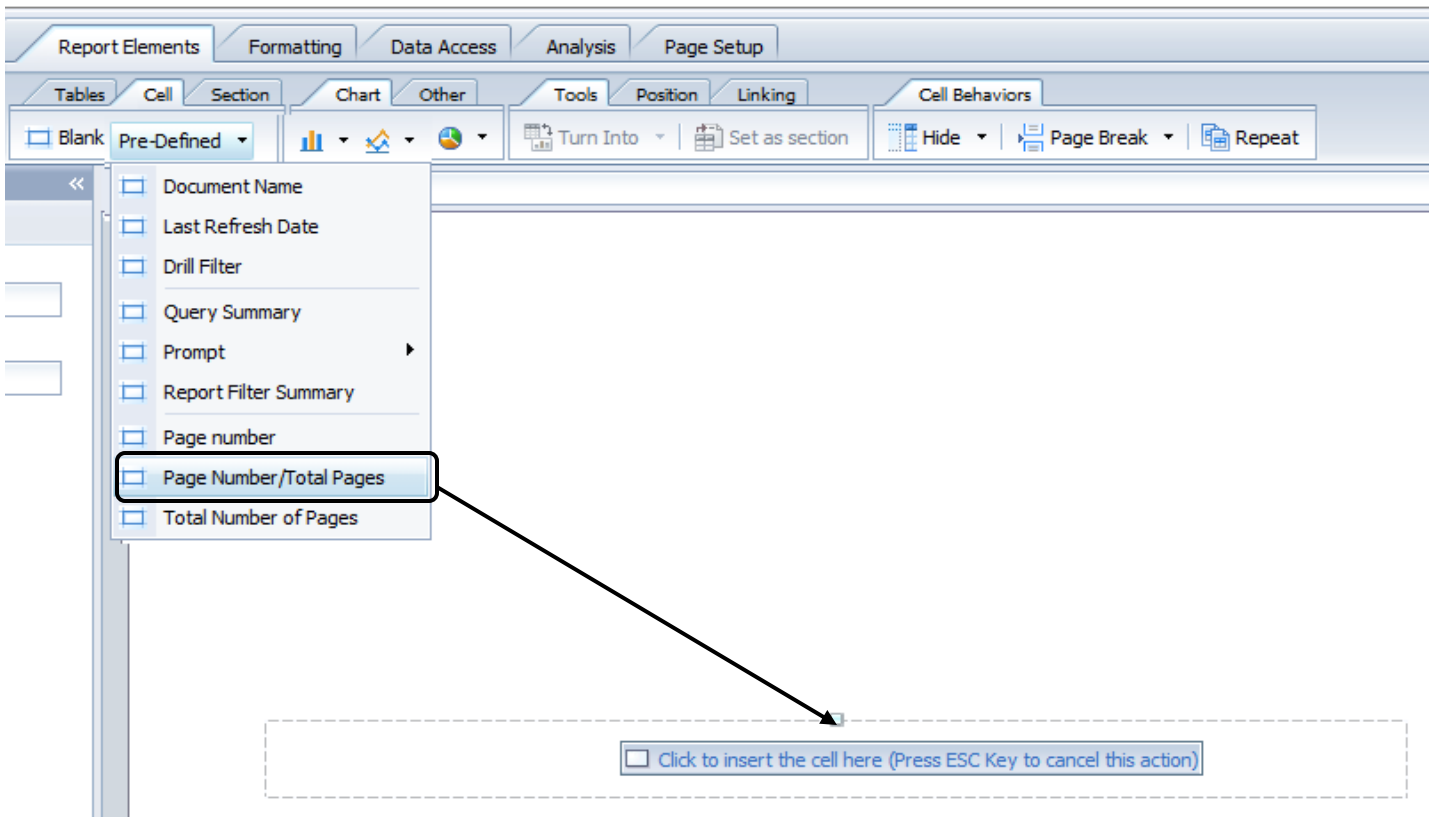 Report Elements Formatting Data Access Analysis Page Setup
Tables Cell Section Chart Other Tools Position Linking Cell Behaviors
Blank Pre-Defined Turn Into Set as section Hide Page Break Repeat
Document Name
Last Refresh Date
Drill Filter
Query Summary
Prompt
Report Filter Summary
Page number
Page Number/Total Pages
Total Number of Pages
Click to insert the cell here (Press ESC Key to cancel this action)